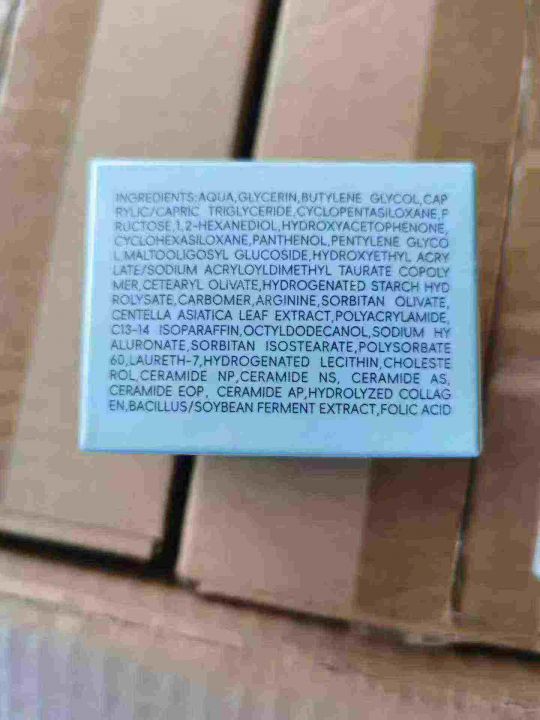 INGREDIENTS:AQUA,GLYCERIN,BUTYLENE GLYCOL,CAP
RYLIC/CAPRIC TRIGLYCERIDE,CYCLOPENTASILOXANE,F
RUCTOSE,1,2-HEXANEDIOL,HYDROXYACETOPHENONE,
CYCLOHEXASILOXANE,PANTHENOL,PENTYLENE GLYCO
L,MALTOOLIGOSYL GLUCOSIDE,HYDROXYETHYL ACRY
LATE/SODIUM ACRYLOYLDIMETHYL TAURATE COPOLY
MER,CETEARYL OLIVATE,HYDROGENATED STARCH HYD
ROLYSATE,CARBOMER,ARGININE,SORBITAN OLIVATE,
CENTELLA ASIATICA LEAF EXTRACT,POLYACRYLAMIDE,
C13-14 ISOPARAFFIN,OCTYLDODECANOL,SODIUM HY
ALURONATE,SORBITAN ISOSTEARATE,POLYSORBATE
60,LAURETH-7,HYDROGENATED LECITHIN,CHOLESTE
ROL,CERAMIDE NP,CERAMIDE NS, CERAMIDE AS,
CERAMIDE EOP, CERAMIDE AP,HYDROLYZED COLLAG
EN,BACILLUS/SOYBEAN FERMENT EXTRACT,FOLIC ACID